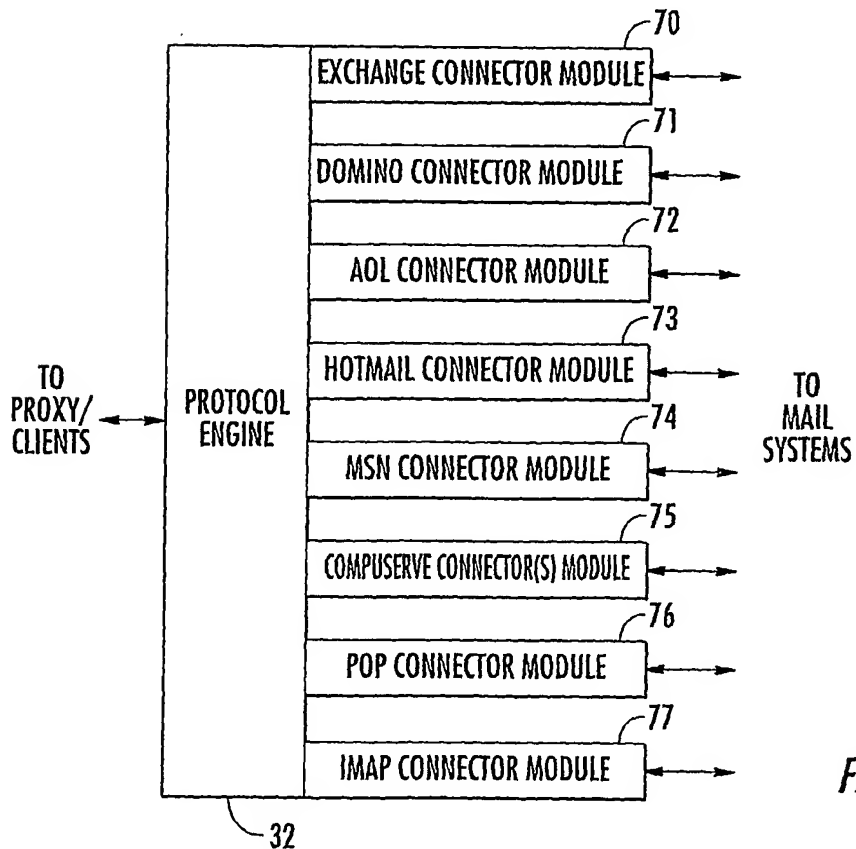 70
EXCHANGE CONNECTOR MODULE
71
DOMINO CONNECTOR MODULE
72
AOL CONNECTOR MODULE
73
HOTMAIL CONNECTOR MODULE
TO
PROXY/
CLIENTS
PROTOCOL
ENGINE
TO
MAIL
SYSTEMS
74
MSN CONNECTOR MODULE
75
COMPUSERVE CONNECTOR(S) MODULE
76
POP CONNECTOR MODULE
77
IMAP CONNECTOR MODULE
32